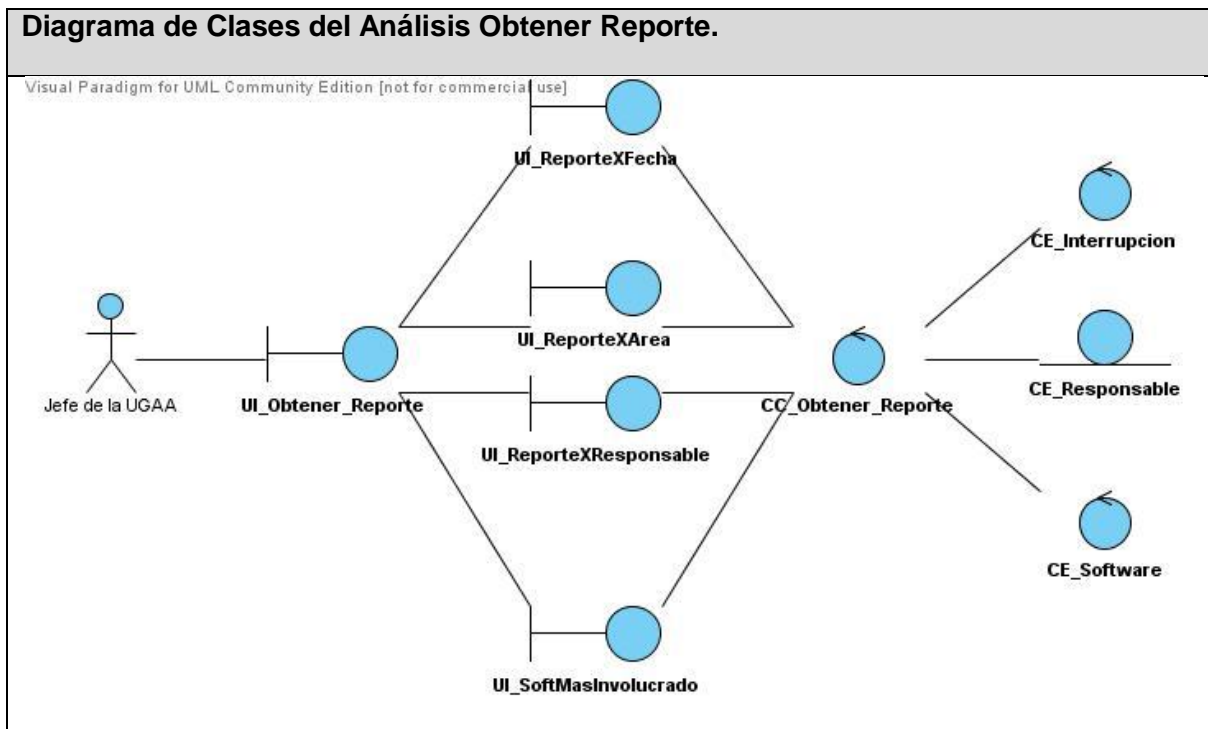 Diagrama de Clases del Análisis Obtener Reporte.
Visual Paradigm for UML Community Edition [not for commercial use]
UI_ReporteXFecha
CE_Interrupcion
UI_ReporteXArea
Jefe de la UGAA
UI_Obtener_Reporte
CC_Obtener_Reporte
CE_Responsable
UI_ReporteXResponsable
CE_Software
UI_SoftMasInvolucrado